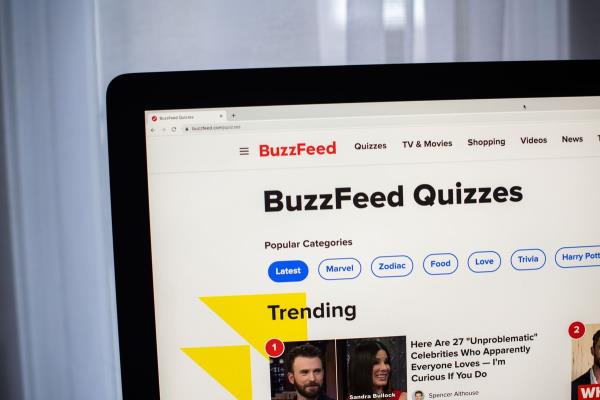 BuzzFeed Quizzes
buzzfeed.com/quizzes
BuzzFeed Quizzes TV & Movies Shopping Videos News
BuzzFeed Quizzes
Popular Categories
Latest Marvel Zodiac Food Love Trivia Harry Pott
Trending
1
2
Here Are 27 "Unproblematic"
Celebrities Who Apparently
Everyone Loves — I'm
Curious If You Do
Sandra Bullock
Spencer Althouse
WH